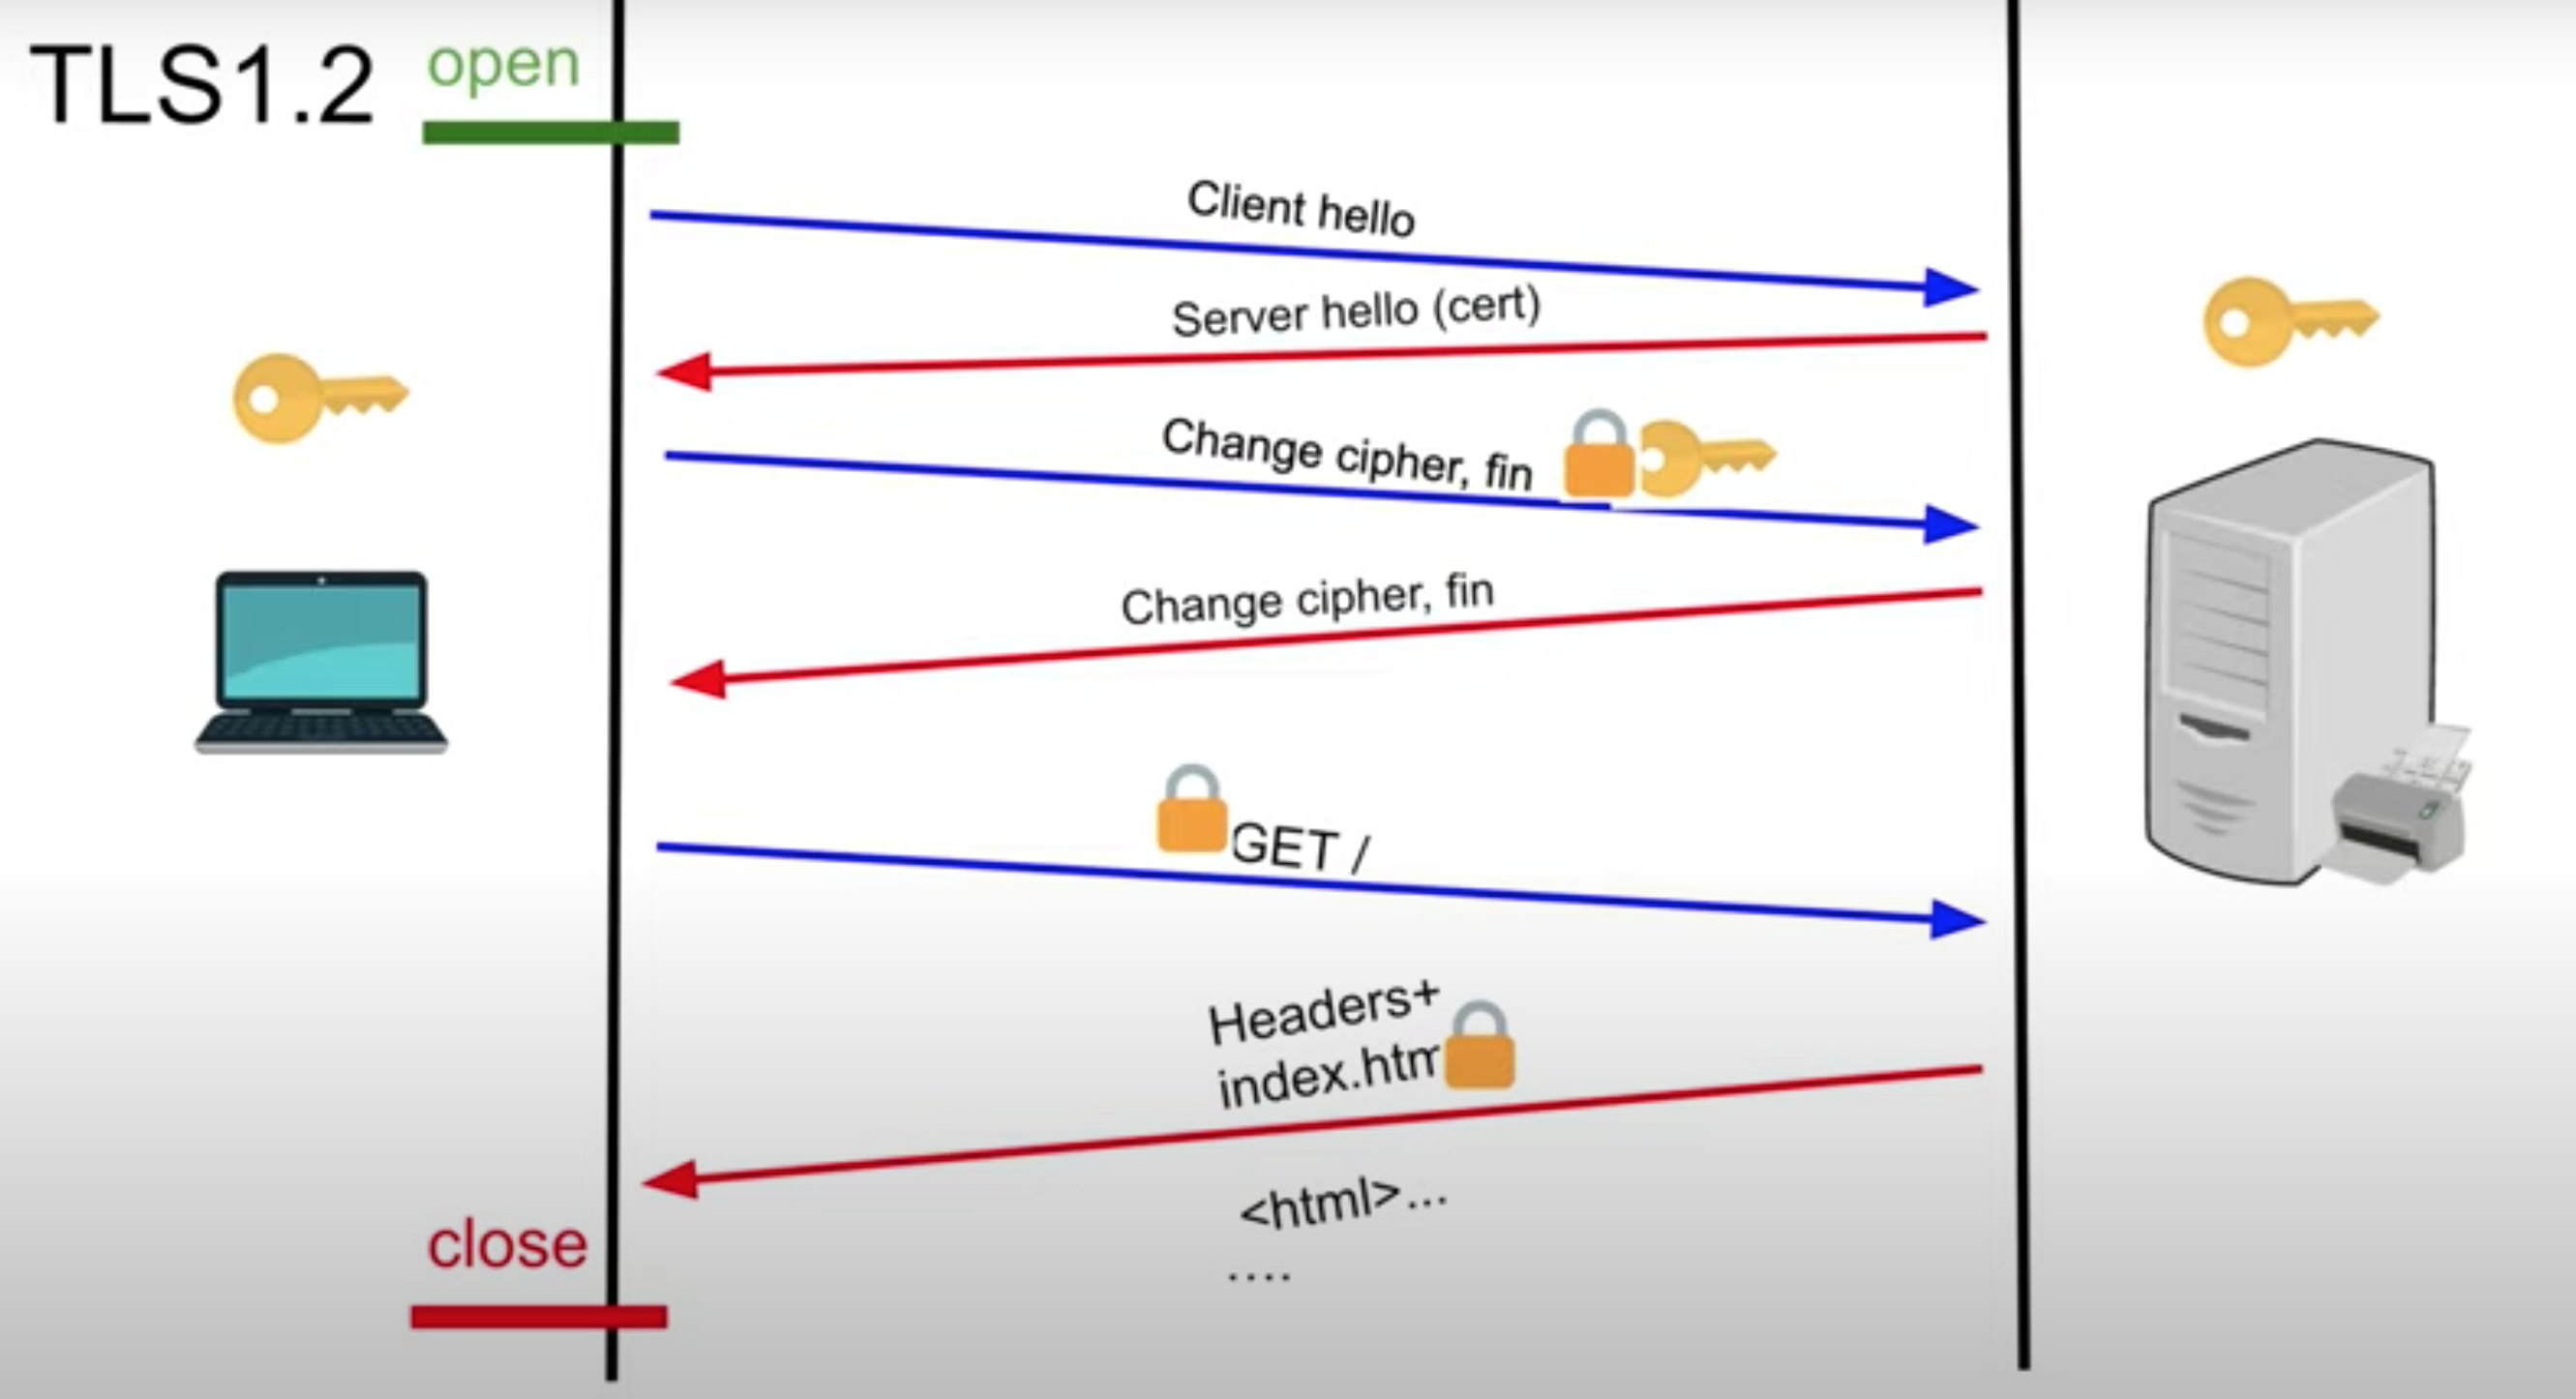 TLS1.2
open
Client hello
Server hello (cert)
Change cipher, fin
Change cipher, fin
GET /
Headers+
index.htm
<html>...
....
close